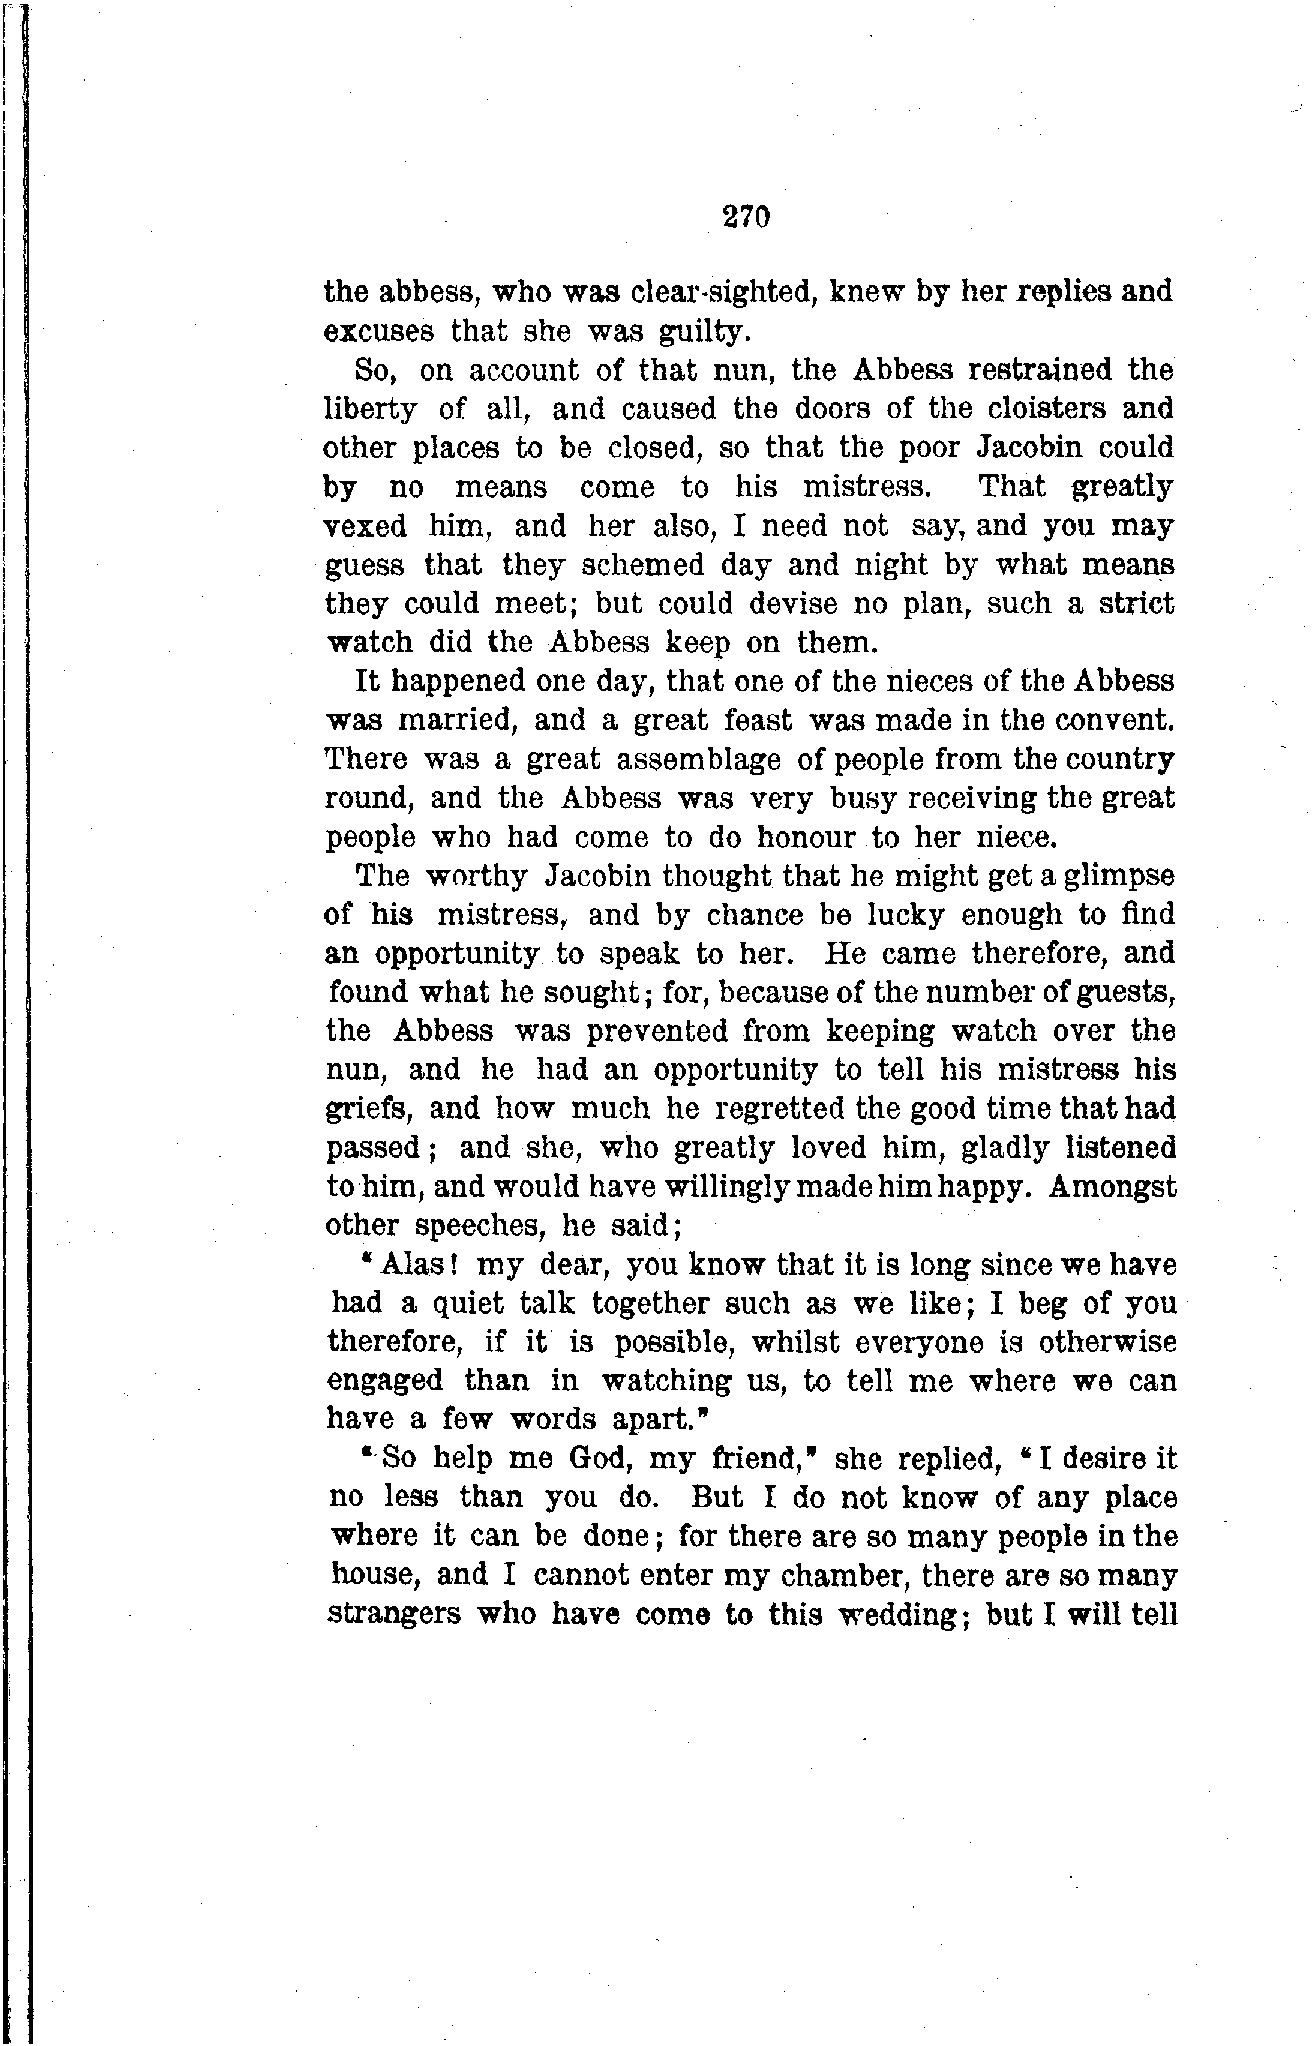 270
the abbess, who was clear-sighted, knew by her replies and
excuses that she was guilty.
So, on account of that nun, the Abbess restrained the
liberty of all, and caused the doors of the cloisters and
other places to be closed, so that the poor Jacobin could
by no means come to his mistress. That greatly
vexed him, and her also, I need not say, and you may
guess that they schemed day and night by what means
they could meet; but could devise no plan, such a strict
watch did the Abbess keep on them.
It happened one day, that one of the nieces of the Abbess
was married, and a great feast was made in the convent.
There was a great assemblage of people from the country
round, and the Abbess was very busy receiving the great
people who had come to do honour to her niece.
The worthy Jacobin thought that he might get a glimpse
of his mistress, and by chance be lucky enough to find
an opportunity to speak to her. He came therefore, and
found what he sought; for, because of the number of guests,
the Abbess was prevented from keeping watch over the
nun, and he had an opportunity to tell his mistress his
griefs, and how much he regretted the good time that had
passed; and she, who greatly loved him, gladly listened
to him, and would have willingly made him happy. Amongst
other speeches, he said;
“Alas! my dear, you know that it is long since we have
had a quiet talk together such as we like; I beg of you
therefore, if it is possible, whilst everyone is otherwise
engaged than in watching us, to tell me where we can
have a few words apart.”
“So help me God, my friend,” she replied, “I desire it
no less than you do. But I do not know of any place
where it can be done; for there are so many people in the
house, and I cannot enter my chamber, there are so many
strangers who have come to this wedding; but I will tell